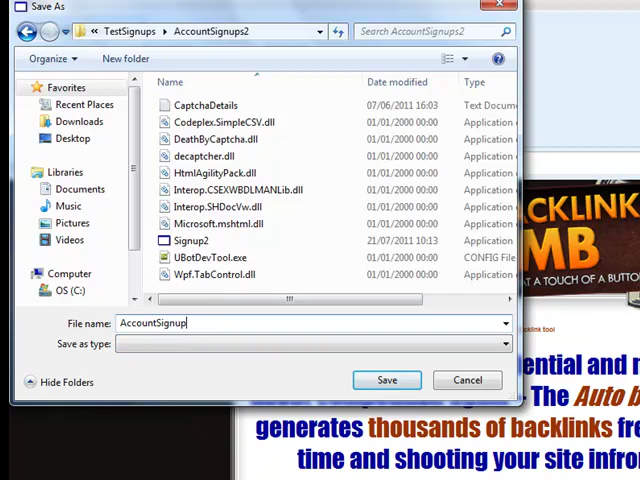 Save As
« TestSignups ▸ AccountSignups2
Search AccountSignups2
Organize
New folder
Name
Date modified
Type
Favorites
Recent Places
Downloads
Desktop
Libraries
Documents
Music
Pictures
Videos
Computer
OS (C:)
CaptchaDetails 07/06/2011 16:03 Text Docum
Codeplex.SimpleCSV.dll 01/01/2000 00:00 Application
DeathByCaptcha.dll 01/01/2000 00:00 Application
decaptcher.dll 01/01/2000 00:00 Application
HtmlAgilityPack.dll 01/01/2000 00:00 Application
Interop.CSEXWBDLMANLib.dll 01/01/2000 00:00 Application
Interop.SHDocVw.dll 01/01/2000 00:00 Application
Microsoft.mshtml.dll 01/01/2000 00:00 Application
Signup2 21/07/2011 10:13 Application
UBotDevTool.exe 01/01/2000 00:00 CONFIG File
Wpf.TabControl.dll 01/01/2000 00:00 Application
File name: AccountSignup
Save as type:
Hide Folders
Save
Cancel
ACKLINK
MB
AT A TOUCH OF A BUTTON
backlink tool
ential and
- The Auto b
generates thousands of backlinks fre
time and shooting your site infron